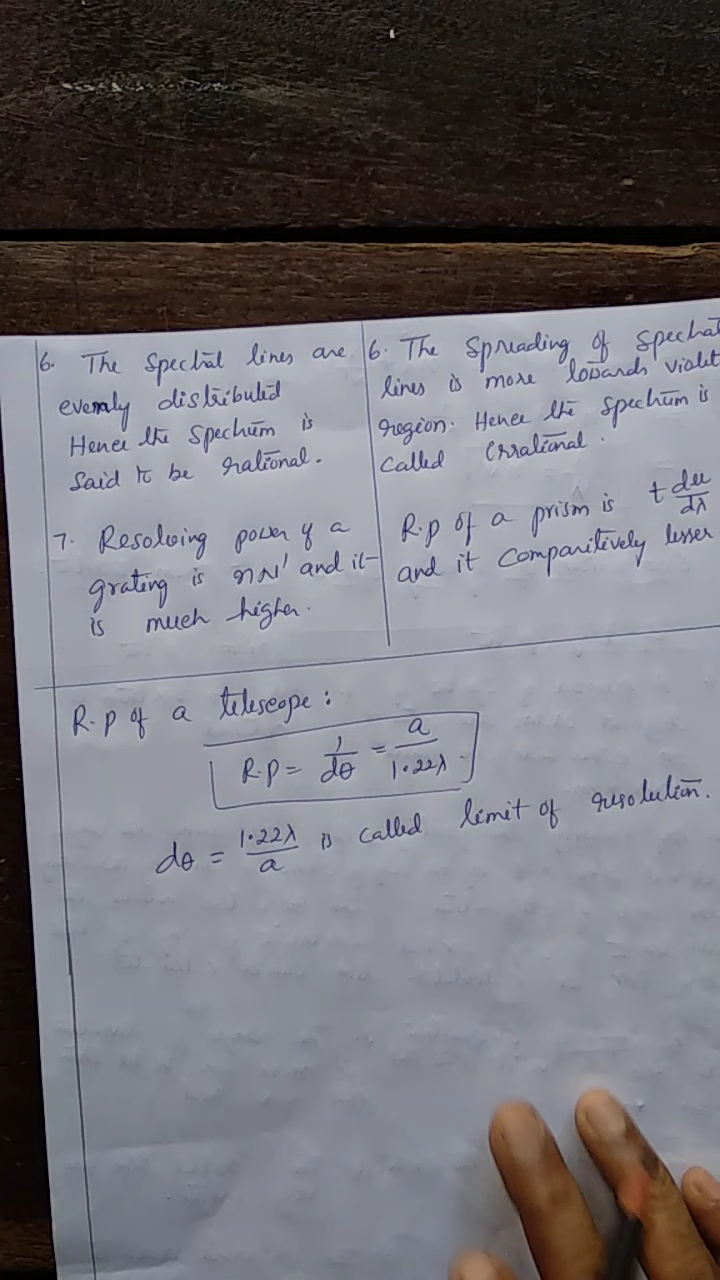 6. The Spectral lines are
evenly distributed
Hence the Spectrum is
Said to be rational.
7. Resolving power of a
grating is nN' and it
is much higher.
6. The Spreading of Spectral
lines is more towards violet
region. Hence the Spectrum is
called irrational.
R.p of a prism is t du/dλ
and it comparitively lesser
R.p of a telescope:
R.p = 1/dθ = a/1.22λ
dθ = 1.22λ/a is called limit of resolution.